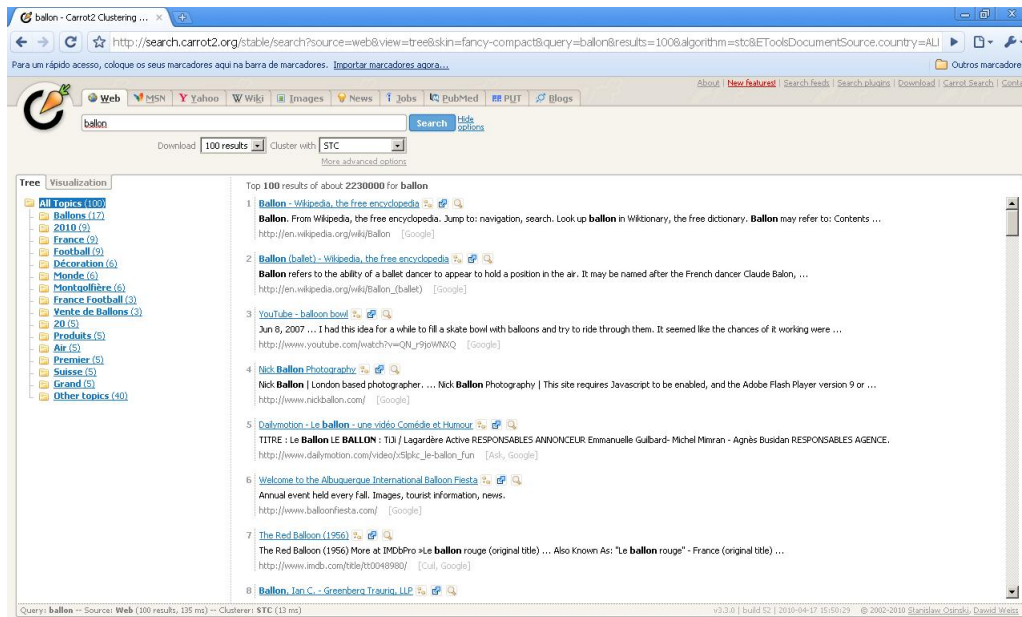 ballon - Carrot2 Clustering ...
http://search.carrot2.org/stable/search?source=web&view=tree&skin=fancy-compact&query=ballon&results=100&algorithm=stc&EToolsDocumentSource.country=ALL
Para um rápido acesso, coloque os seus marcadores aqui na barra de marcadores. Importar marcadores agora...
Outros marcadores
About | New features! | Search feeds | Search plugins | Download | Carrot Search | Conta
Web MSN Yahoo Wiki Images News Jobs PubMed PUT Blogs
ballon Search Hide options
Download 100 results Cluster with STC
More advanced options
Tree Visualization
All Topics (100)
Ballons (17)
2010 (9)
France (9)
Football (9)
Décoration (6)
Monde (6)
Montgolfière (6)
France Football (3)
Vente de Ballons (3)
20 (5)
Produits (5)
Air (5)
Premier (5)
Suisse (5)
Grand (5)
Other topics (40)
Top 100 results of about 2230000 for ballon
1 Ballon - Wikipedia, the free encyclopedia
Ballon. From Wikipedia, the free encyclopedia. Jump to: navigation, search. Look up ballon in Wiktionary, the free dictionary. Ballon may refer to: Contents ...
http://en.wikipedia.org/wiki/Ballon [Google]
2 Ballon (ballet) - Wikipedia, the free encyclopedia
Ballon refers to the ability of a ballet dancer to appear to hold a position in the air. It may be named after the French dancer Claude Balon, ...
http://en.wikipedia.org/wiki/Ballon_(ballet) [Google]
3 YouTube - balloon bowl
Jun 8, 2007 ... I had this idea for a while to fill a skate bowl with balloons and try to ride through them. It seemed like the chances of it working were ...
http://www.youtube.com/watch?v=QN_r9joWNXQ [Google]
4 Nick Ballon Photography
Nick Ballon | London based photographer. ... Nick Ballon Photography | This site requires Javascript to be enabled, and the Adobe Flash Player version 9 or ...
http://www.nickballon.com/ [Google]
5 Dailymotion - Le ballon - une vidéo Comédie et Humour
TITRE : Le Ballon LE BALLON : TiJi / Lagardère Active RESPONSABLES ANNONCEUR Emmanuelle Guilbard- Michel Mimran - Agnès Busidan RESPONSABLES AGENCE.
http://www.dailymotion.com/video/x5lpkc_le-ballon_fun [Ask, Google]
6 Welcome to the Albuquerque International Balloon Fiesta
Annual event held every fall. Images, tourist information, news.
http://www.balloonfiesta.com/ [Google]
7 The Red Balloon (1956)
The Red Balloon (1956) More at IMDbPro »Le ballon rouge (original title) ... Also Known As: "Le ballon rouge" - France (original title) ...
http://www.imdb.com/title/tt0048980/ [Cuil, Google]
8 Ballon, Jan C. - Greenberg Traurig, LLP
Query: ballon -- Source: Web (100 results, 135 ms) -- Clusterer: STC (13 ms)
v3.3.0 | build 52 | 2010-04-17 15:50:29 © 2002-2010 Stanislaw Osinski, Dawid Weiss